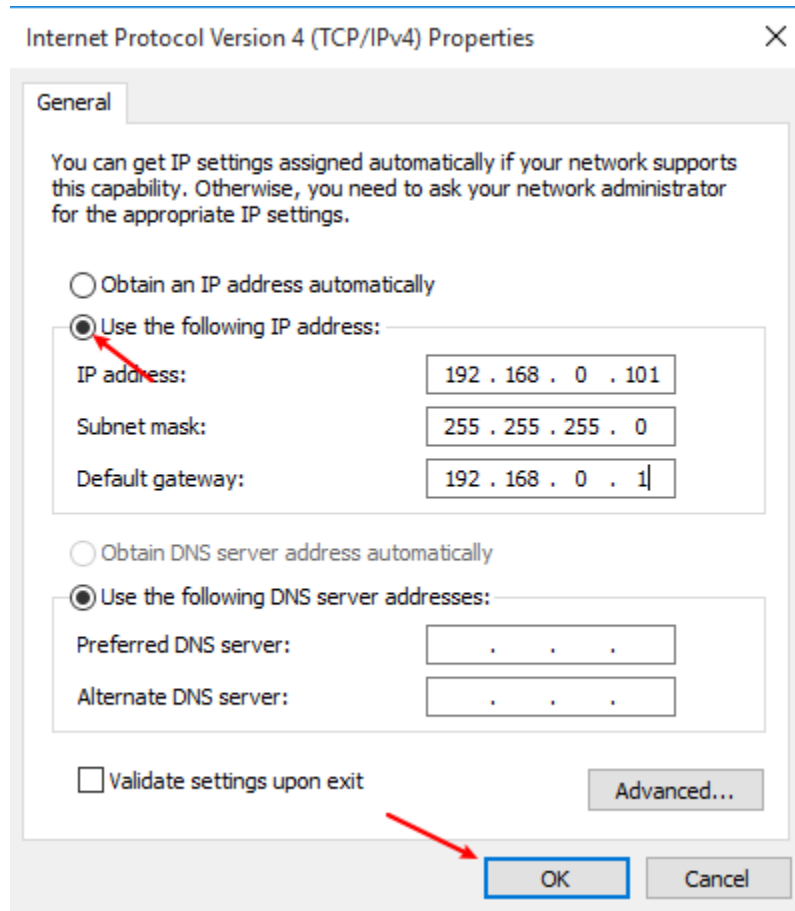 Internet Protocol Version 4 (TCP/IPv4) Properties
General
You can get IP settings assigned automatically if your network supports
this capability. Otherwise, you need to ask your network administrator
for the appropriate IP settings.
Obtain an IP address automatically
Use the following IP address:
IP address: 192 . 168 . 0 . 101
Subnet mask: 255 . 255 . 255 . 0
Default gateway: 192 . 168 . 0 . 1
Obtain DNS server address automatically
Use the following DNS server addresses:
Preferred DNS server: . . .
Alternate DNS server: . . .
Validate settings upon exit
Advanced...
OK Cancel